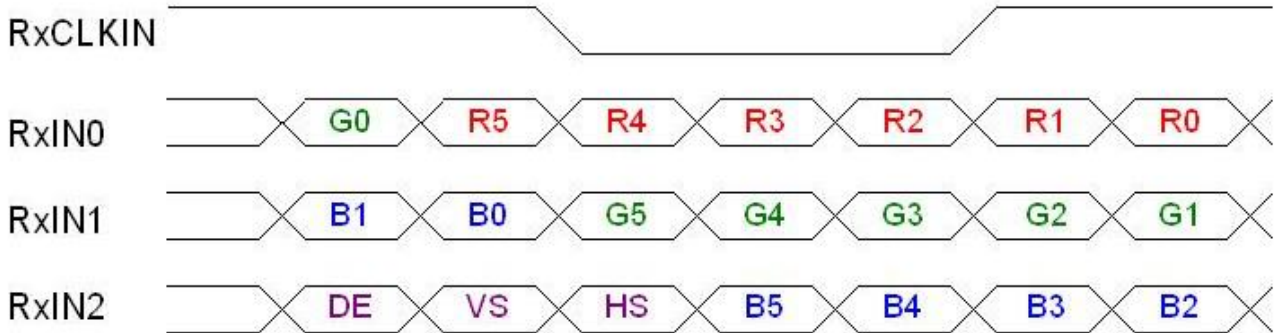 RxCLKIN
RxIN0 G0 R5 R4 R3 R2 R1 R0
RxIN1 B1 B0 G5 G4 G3 G2 G1
RxIN2 DE VS HS B5 B4 B3 B2